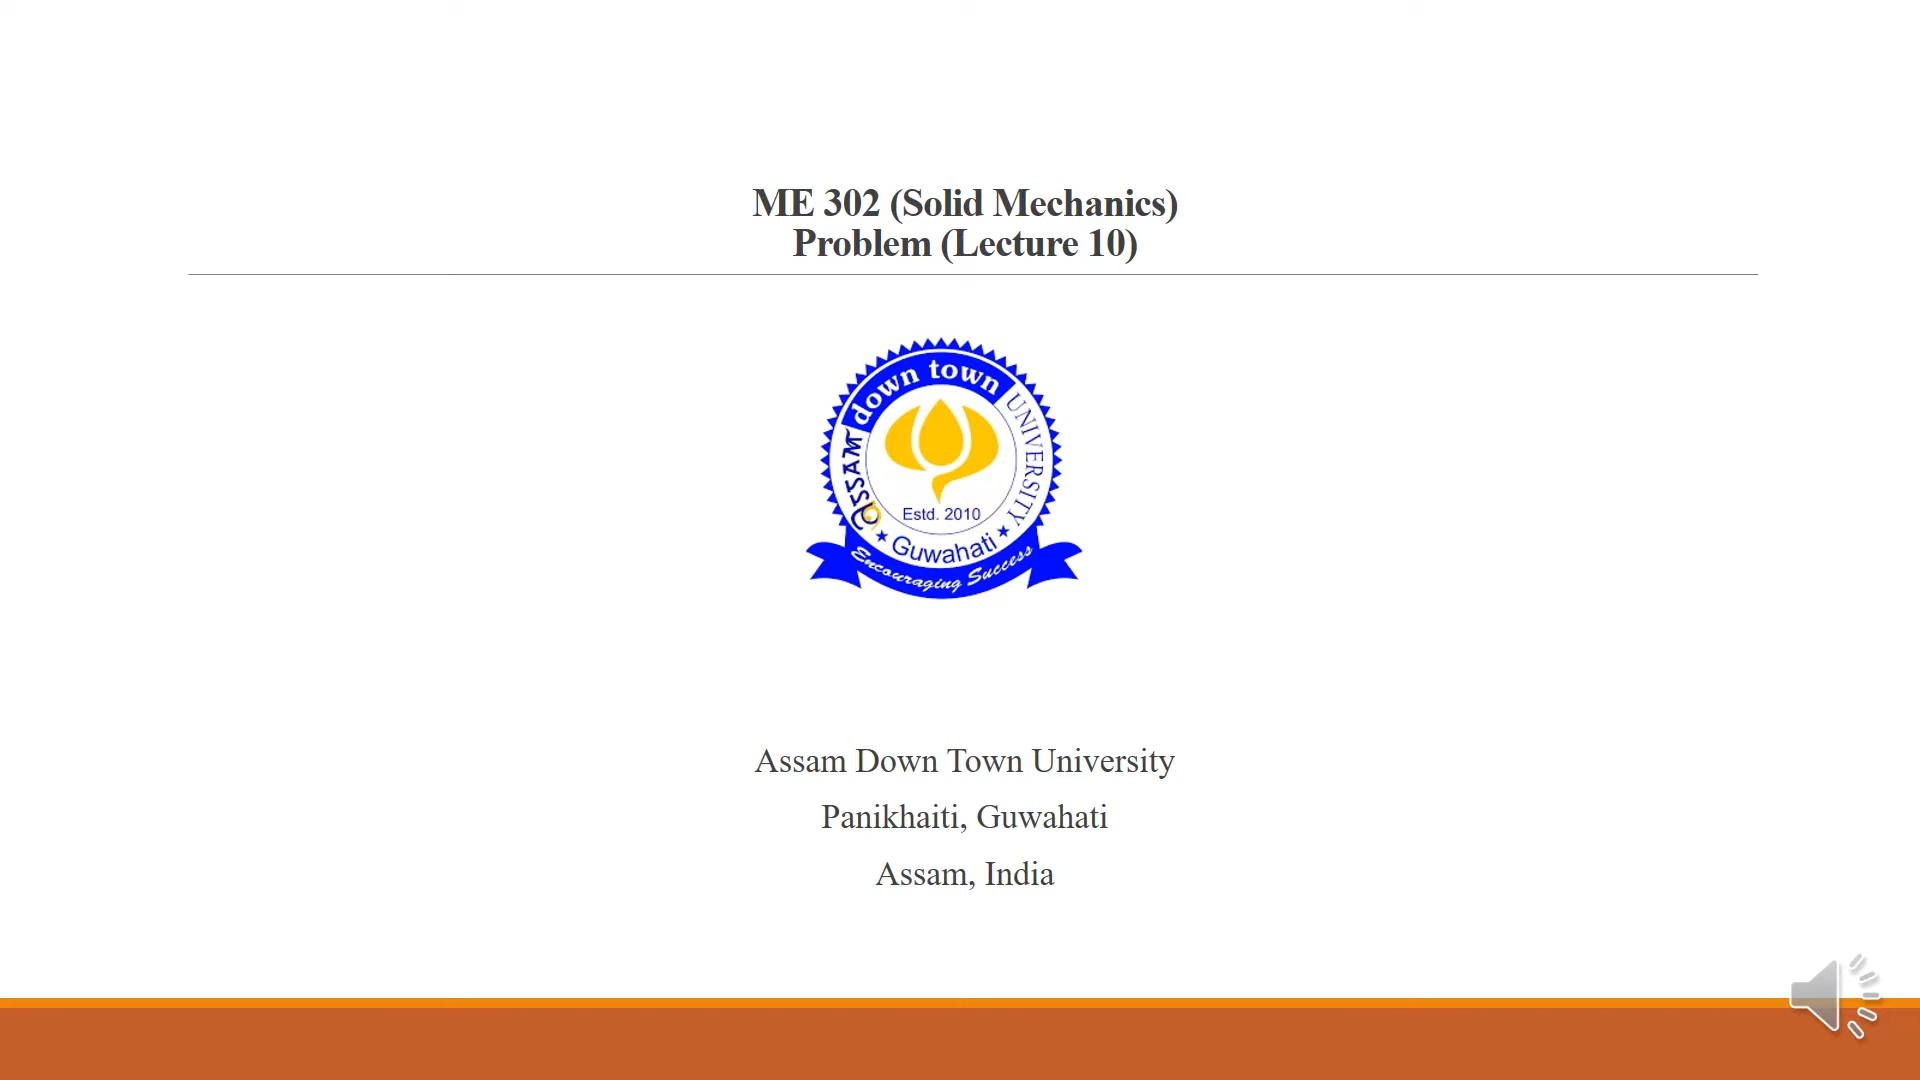 ME 302 (Solid Mechanics)
Problem (Lecture 10)
assam down town UNIVERSITY
Estd. 2010
★ Guwahati ★
Encouraging Success
Assam Down Town University
Panikhaiti, Guwahati
Assam, India